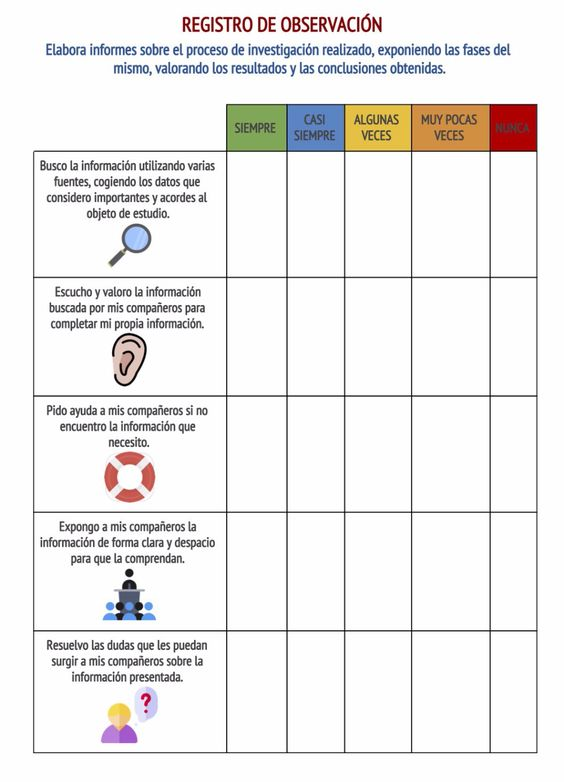 REGISTRO DE OBSERVACIÓN
Elabora informes sobre el proceso de investigación realizado, exponiendo las fases del
mismo, valorando los resultados y las conclusiones obtenidas.
SIEMPRE
CASI
SIEMPRE
ALGUNAS
VECES
MUY POCAS
VECES
NUNCA
Busco la información utilizando varias
fuentes, cogiendo los datos que
considero importantes y acordes al
objeto de estudio.
Escucho y valoro la información
buscada por mis compañeros para
completar mi propia información.
Pido ayuda a mis compañeros si no
encuentro la información que
necesito.
Expongo a mis compañeros la
información de forma clara y despacio
para que la comprendan.
Resuelvo las dudas que les puedan
surgir a mis compañeros sobre la
información presentada.
?